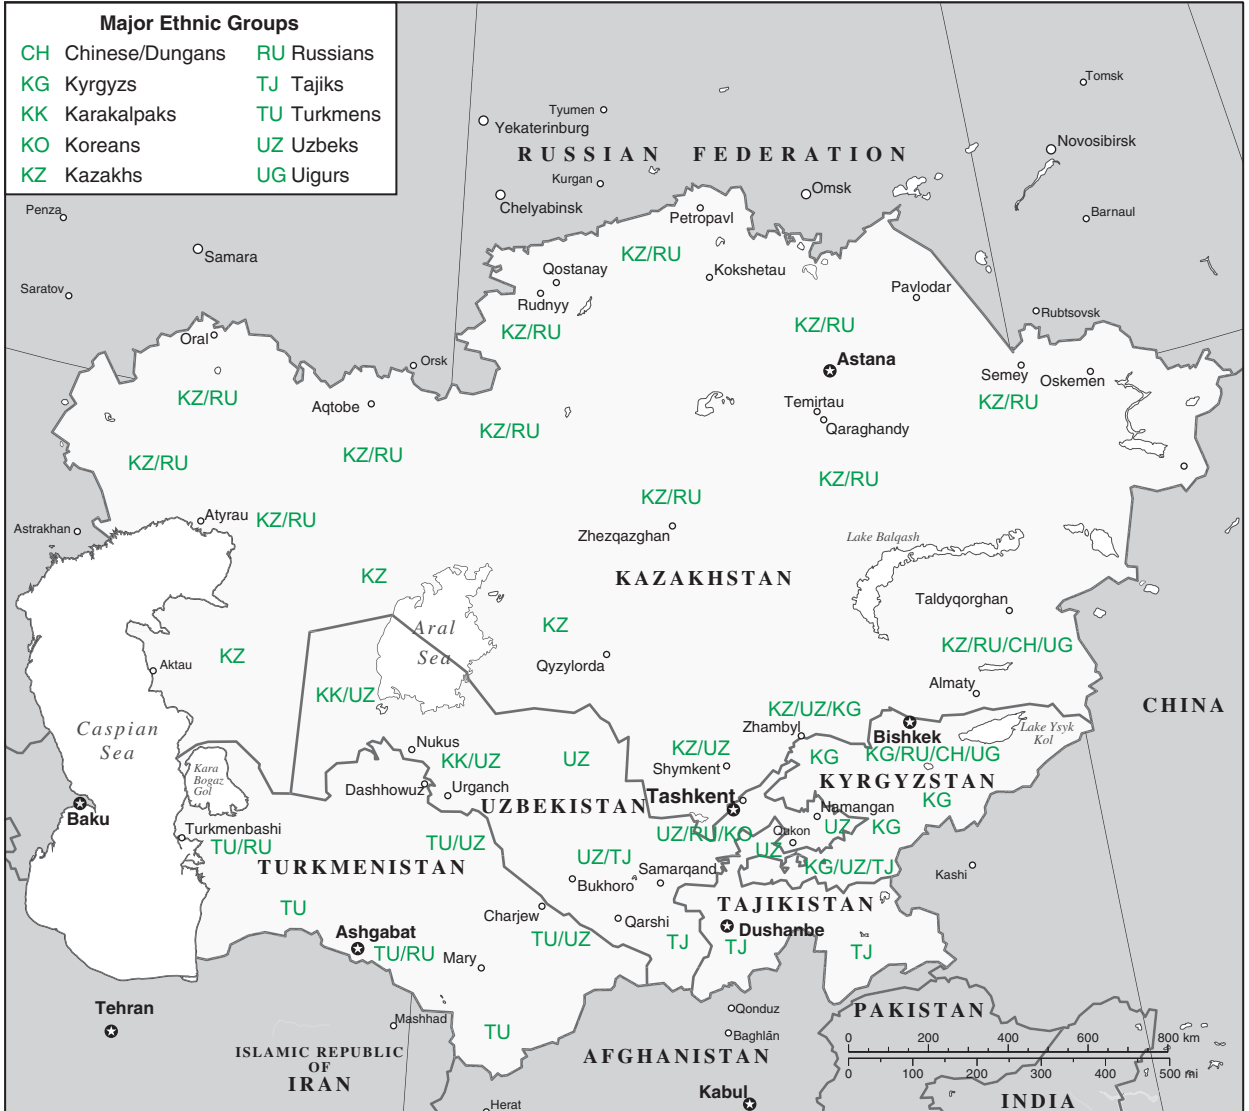 Major Ethnic Groups
CH Chinese/Dungans RU Russians
KG Kyrgyzs TJ Tajiks
KK Karakalpaks TU Turkmens
KO Koreans UZ Uzbeks
KZ Kazakhs UG Uigurs
Tomsk
Tyumen
Yekaterinburg
Novosibirsk
RUSSIAN FEDERATION
Kurgan
Omsk
Chelyabinsk
Penza
Petropavl
Barnaul
Samara
KZ/RU
Qostanay
Kokshetau
Saratov
Pavlodar
Rudnyy
Rubtsovsk
KZ/RU
KZ/RU
Oral
Orsk
Astana
Semey
Oskemen
KZ/RU
Aqtobe
Temirtau
KZ/RU
Qaraghandy
KZ/RU
KZ/RU
KZ/RU
KZ/RU
KZ/RU
Atyrau
KZ/RU
Astrakhan
Zhezqazghan
Lake Balqash
KZ
KAZAKHSTAN
Taldyqorghan
Aral
Sea
KZ
KZ/RU/CH/UG
KZ
Aktau
Qyzylorda
Almaty
KK/UZ
CHINA
KZ/UZ/KG
Caspian
Sea
Zhambyl
Bishkek
Lake Ysyk
Kol
Nukus
KZ/UZ
KG
KG/RU/CH/UG
KK/UZ
UZ
Kara
Bogaz
Gol
Shymkent
KYRGYZSTAN
Dashhowuz
Urganch
Tashkent
KG
UZBEKISTAN
Namangan
Baku
Turkmenbashi
UZ/RU/KO
Qukon
UZ
KG
TU/RU
TU/UZ
UZ
UZ/TJ
TURKMENISTAN
Samarqand
KG/UZ/TJ
Kashi
Bukhoro
TU
Charjew
Qarshi
TAJIKISTAN
Ashgabat
Dushanbe
TU/RU
TU/UZ
TJ
TJ
TJ
Mary
Tehran
Qonduz
PAKISTAN
Mashhad
TU
Baghlān
0 200 400 600 800 km
ISLAMIC REPUBLIC
OF
IRAN
AFGHANISTAN
0 100 200 300 400 500 mi
Kabul
INDIA
Herat